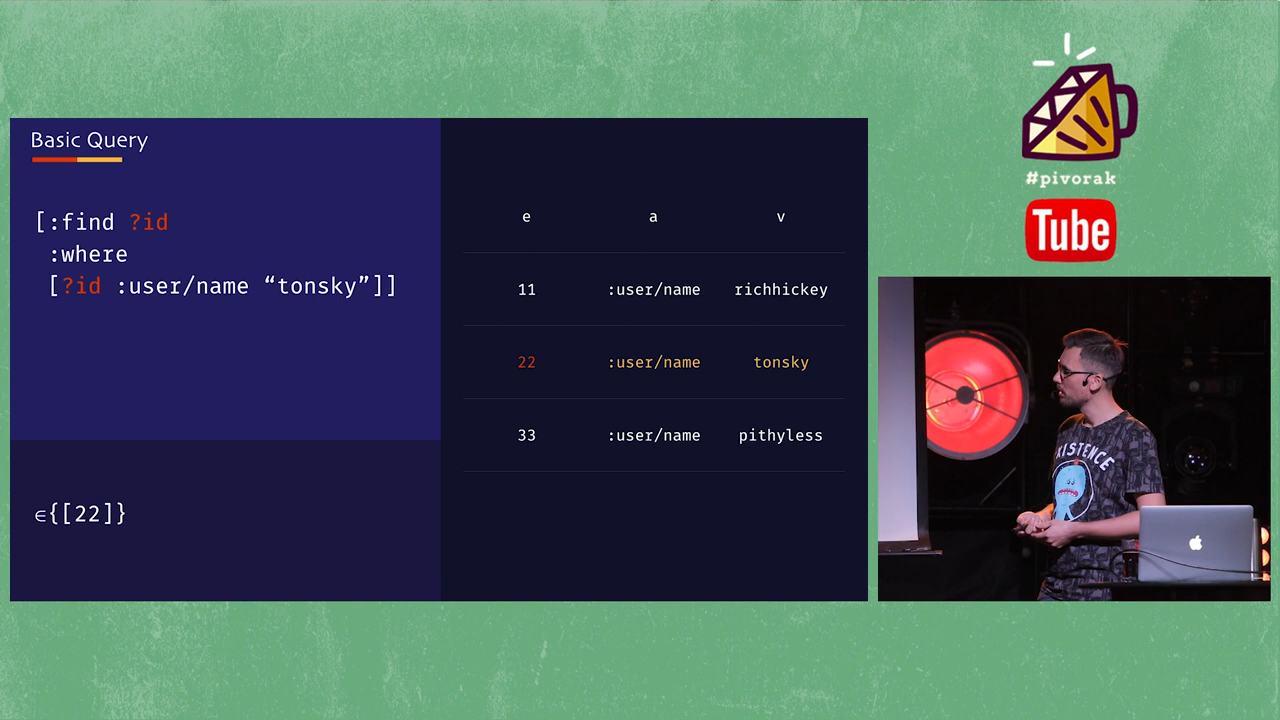 Basic Query
[:find ?id
:where
[?id :user/name “tonsky”]]
∈{[22]}
e a v
11 :user/name richhickey
22 :user/name tonsky
33 :user/name pithyless
#pivorak
Tube
EXISTENCE